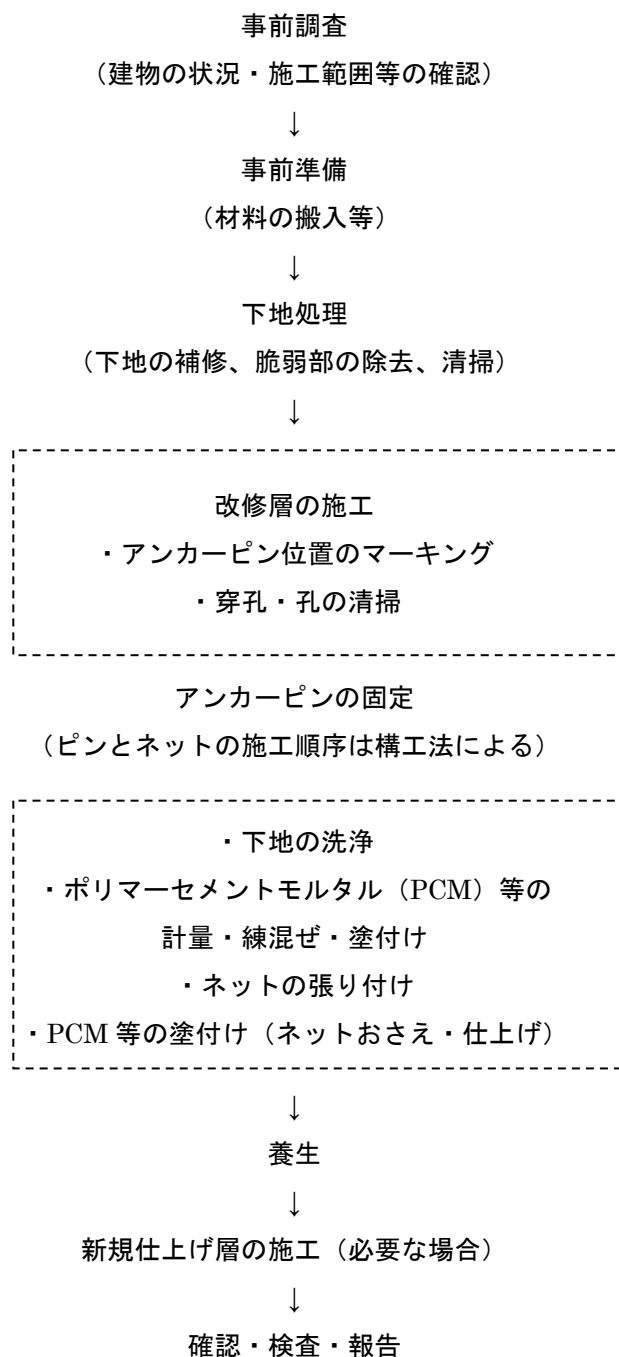 事前調査
（建物の状況・施工範囲等の確認）
↓
事前準備
（材料の搬入等）
↓
下地処理
（下地の補修、脆弱部の除去、清掃）
↓
改修層の施工
・アンカーピン位置のマーキング
・穿孔・孔の清掃
アンカーピンの固定
（ピンとネットの施工順序は構工法による）
・下地の洗浄
・ポリマーセメントモルタル（PCM）等の
計量・練混ぜ・塗付け
・ネットの張り付け
・PCM 等の塗付け（ネットおさえ・仕上げ）
↓
養生
↓
新規仕上げ層の施工（必要な場合）
↓
確認・検査・報告